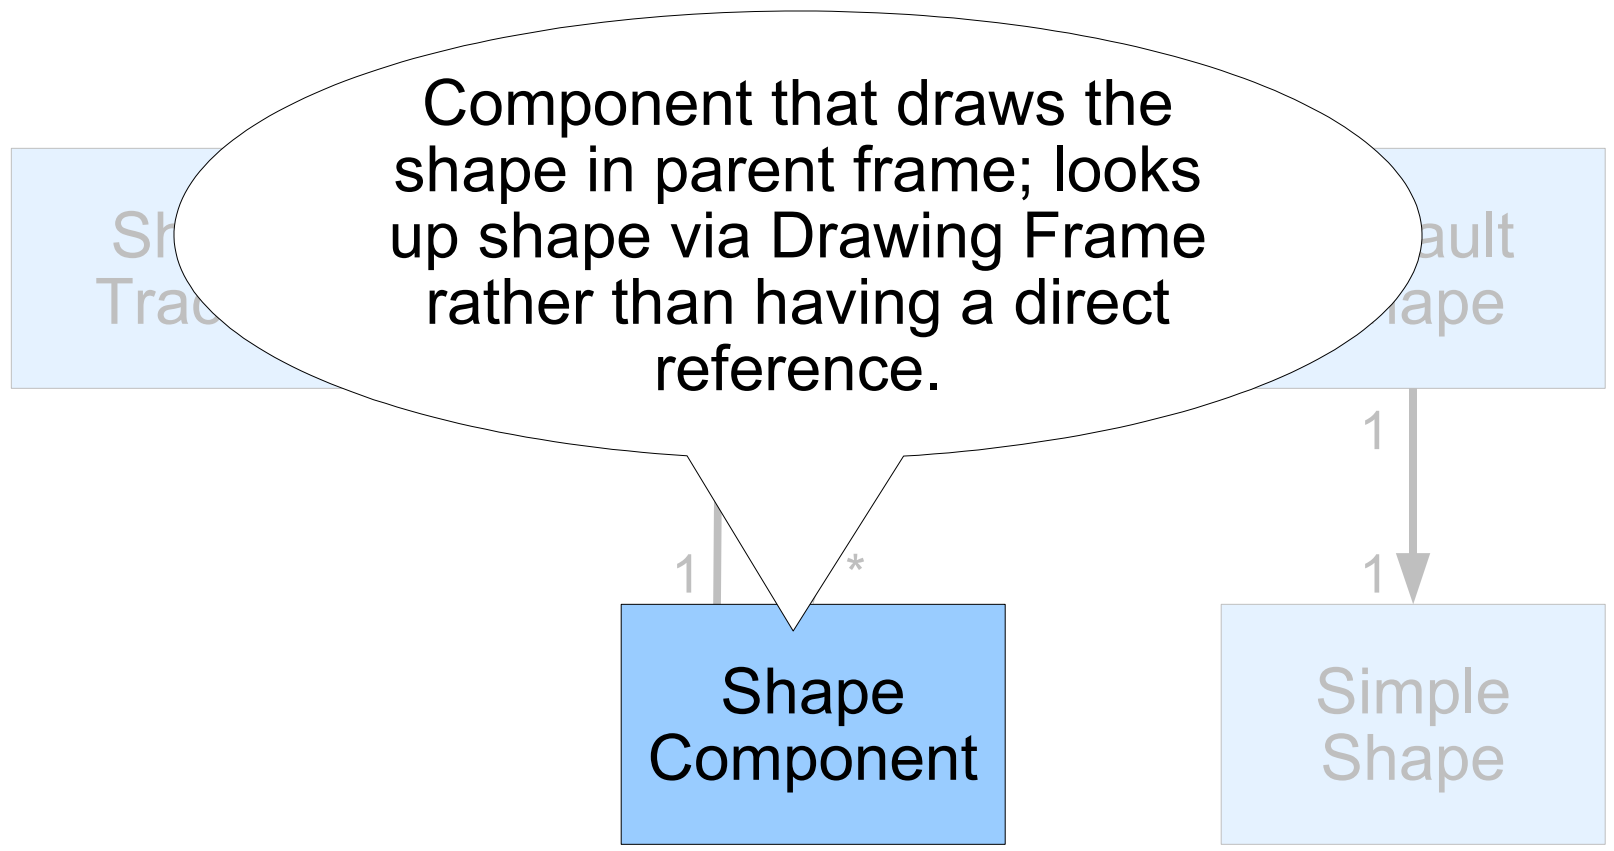 Component that draws the
shape in parent frame; looks
up shape via Drawing Frame
rather than having a direct
reference.
1
1
*
1
Shape
Component
Simple
Shape